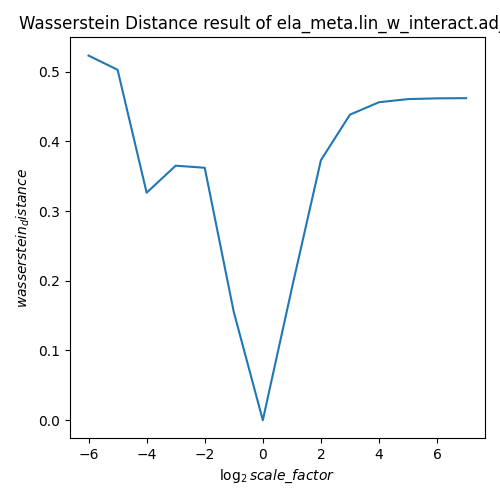 Wasserstein Distance result of ela_meta.lin_w_interact.ad
0.5
0.4
0.3
0.2
0.1
0.0
wasserstein_distance
−6 −4 −2 0 2 4 6
log₂ scale_factor